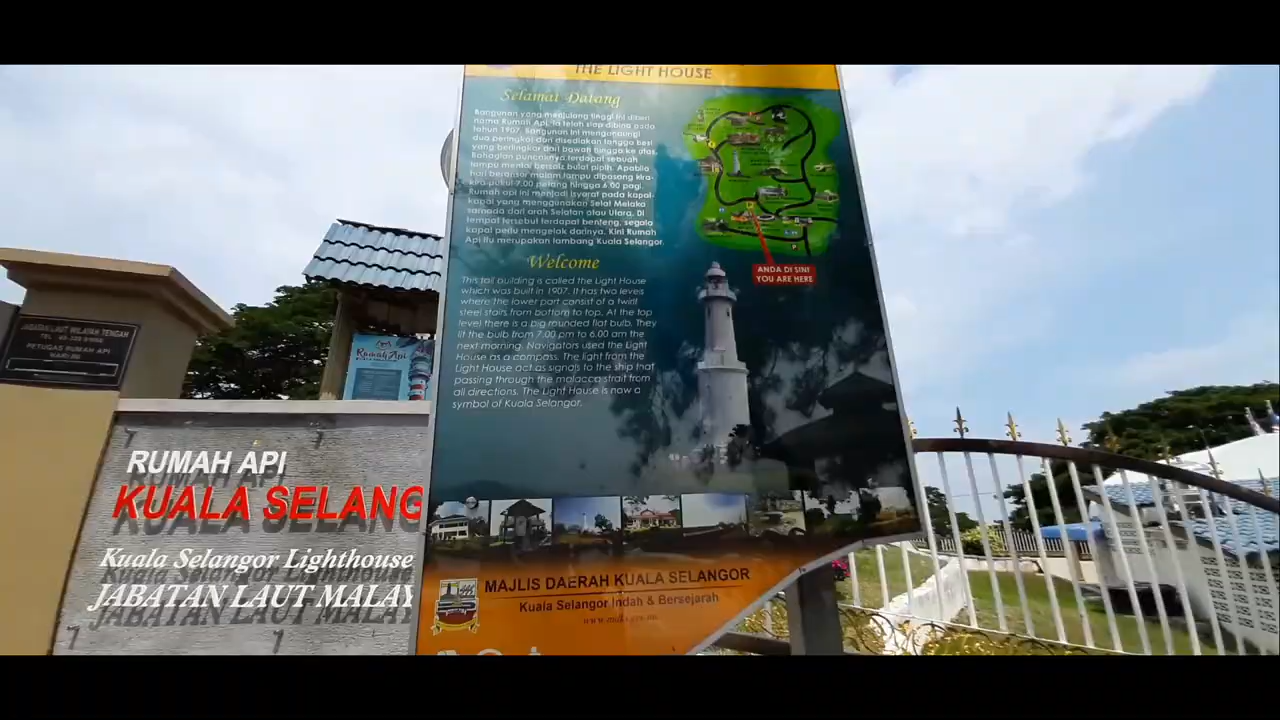 THE LIGHT HOUSE
Selamat Datang
Bangunan yang menjulang tinggi ini diberi
nama Rumah Api. Ia telah siap dibina pada
tahun 1907. Bangunan ini mengandungi
dua peringkat dan disediakan tangga besi
yang berlingkar dari bawah hingga ke atas.
Bahagian puncaknya terdapat sebuah
lampu mentol bersaiz bulat pipih. Apabila
hari beransur malam lampu dipasang kira-
kira pukul 7.00 petang hingga 6.00 pagi.
Rumah api ini menjadi isyarat pada kapal-
kapal yang menggunakan Selat Melaka
samada dari arah Selatan atau Utara. Di
tempat tersebut terdapat benteng, segala
kapal perlu mengelak darinya. Kini Rumah
Api itu merupakan lambang Kuala Selangor.
ANDA DI SINI
YOU ARE HERE
Welcome
This tall building is called the Light House
which was built in 1907. It has two levels
where the lower part consist of a twirl
steel stairs from bottom to top. At the top
level there is a big rounded flat bulb. They
lit the bulb from 7.00 pm to 6.00 am the
next morning. Navigators used the Light
House as a compass. The light from the
Light House act as signals to the ship that
passing through the malacca strait from
all directions. The Light House is now a
symbol of Kuala Selangor.
MAJLIS DAERAH KUALA SELANGOR
Kuala Selangor Indah & Bersejarah
JABATAN LAUT WILAYAH TENGAH
PETUGAS RUMAH API
Rumah Api
RUMAH API
KUALA SELANG
Kuala Selangor Lighthouse
JABATAN LAUT MALAY